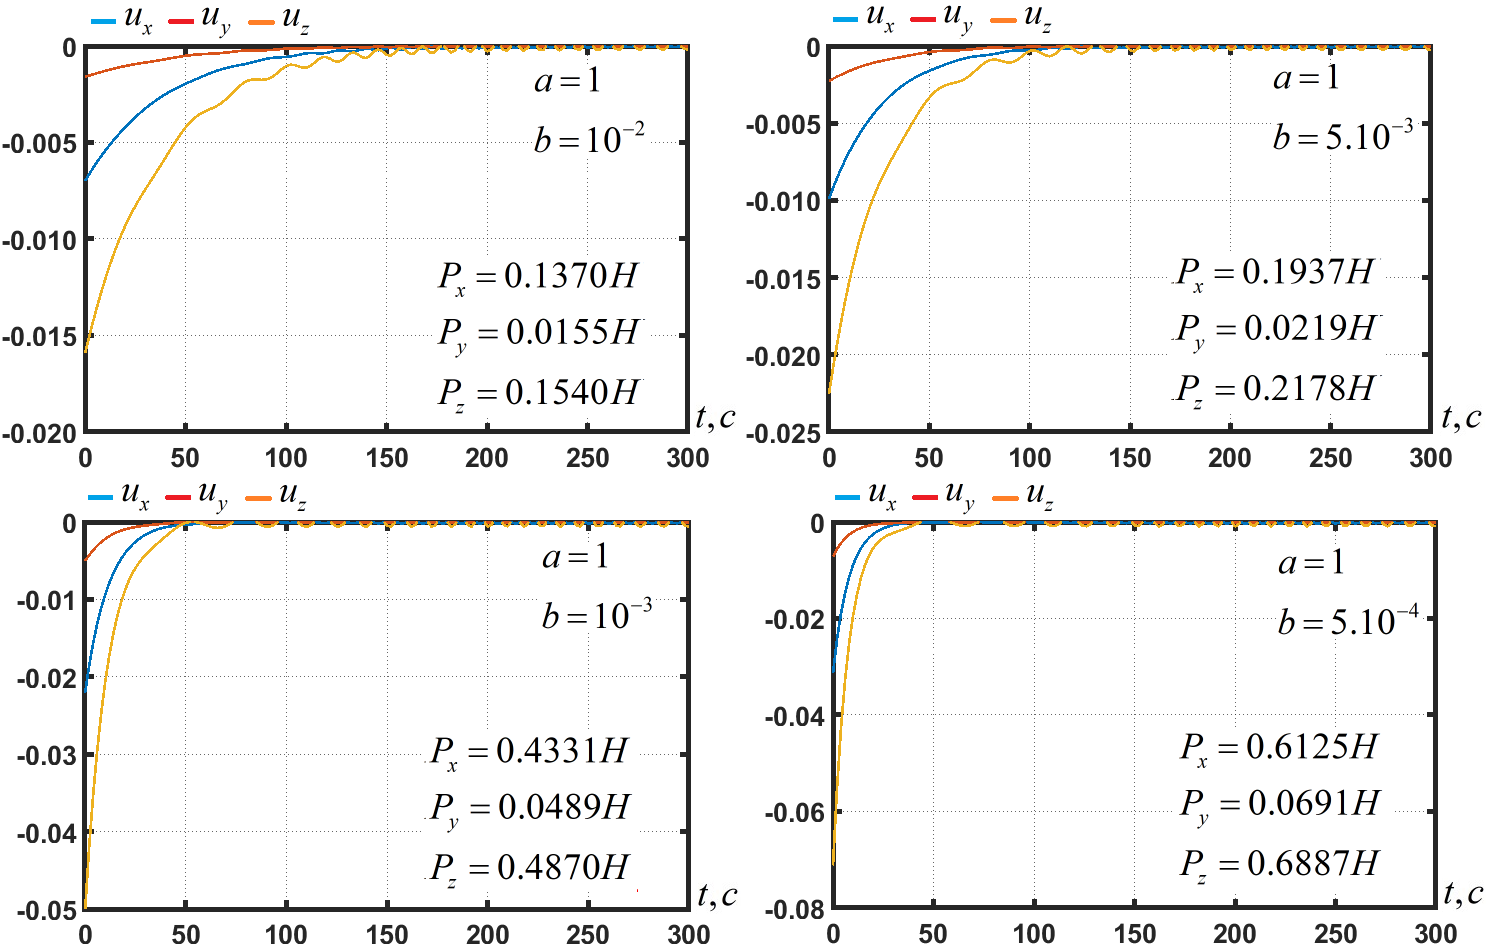 u_x u_y u_z
0
-0.005
-0.010
-0.015
-0.020
0 50 100 150 200 250 300
a = 1
b = 10⁻²
P_x = 0.1370H
P_y = 0.0155H
P_z = 0.1540H
t, c
u_x u_y u_z
0
-0.005
-0.010
-0.015
-0.020
-0.025
0 50 100 150 200 250 300
a = 1
b = 5.10⁻³
P_x = 0.1937H
P_y = 0.0219H
P_z = 0.2178H
t, c
u_x u_y u_z
0
-0.01
-0.02
-0.03
-0.04
-0.05
0 50 100 150 200 250 300
a = 1
b = 10⁻³
P_x = 0.4331H
P_y = 0.0489H
P_z = 0.4870H
t, c
u_x u_y u_z
0
-0.02
-0.04
-0.06
-0.08
0 50 100 150 200 250 300
a = 1
b = 5.10⁻⁴
P_x = 0.6125H
P_y = 0.0691H
P_z = 0.6887H
t, c